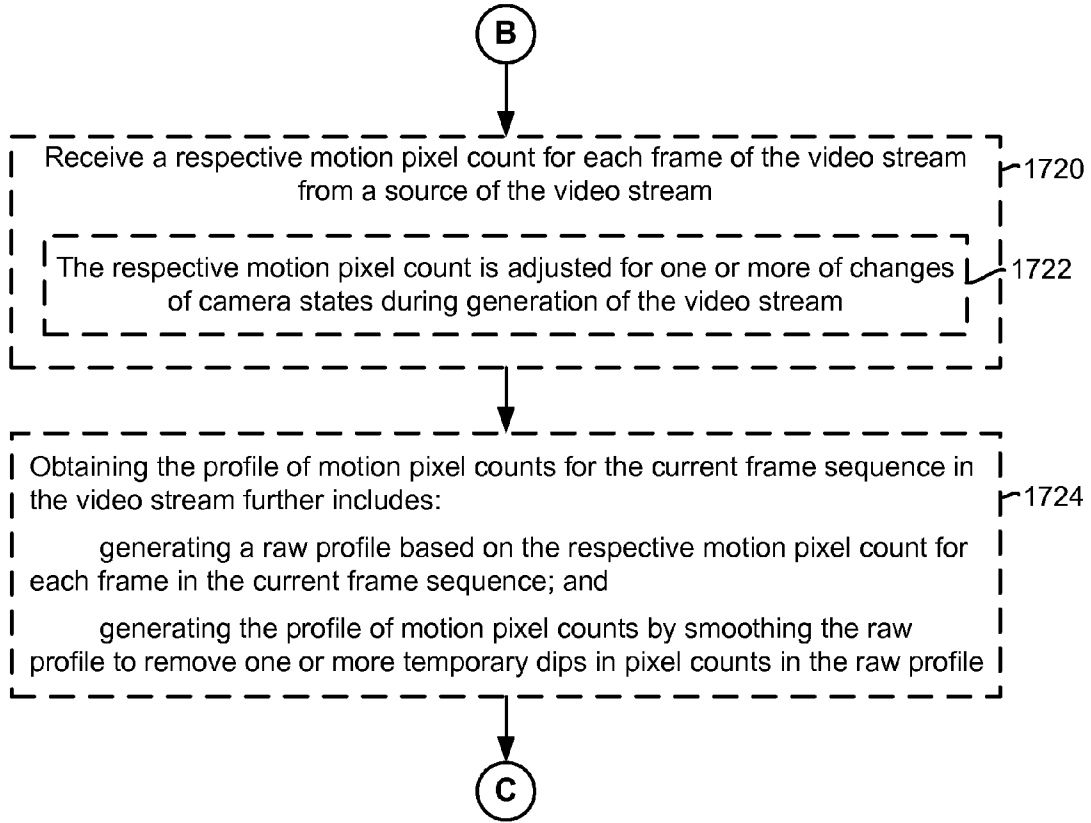 B
Receive a respective motion pixel count for each frame of the video stream
from a source of the video stream
1720
The respective motion pixel count is adjusted for one or more of changes
of camera states during generation of the video stream
1722
Obtaining the profile of motion pixel counts for the current frame sequence in
the video stream further includes:
1724
generating a raw profile based on the respective motion pixel count for
each frame in the current frame sequence; and
generating the profile of motion pixel counts by smoothing the raw
profile to remove one or more temporary dips in pixel counts in the raw profile
C